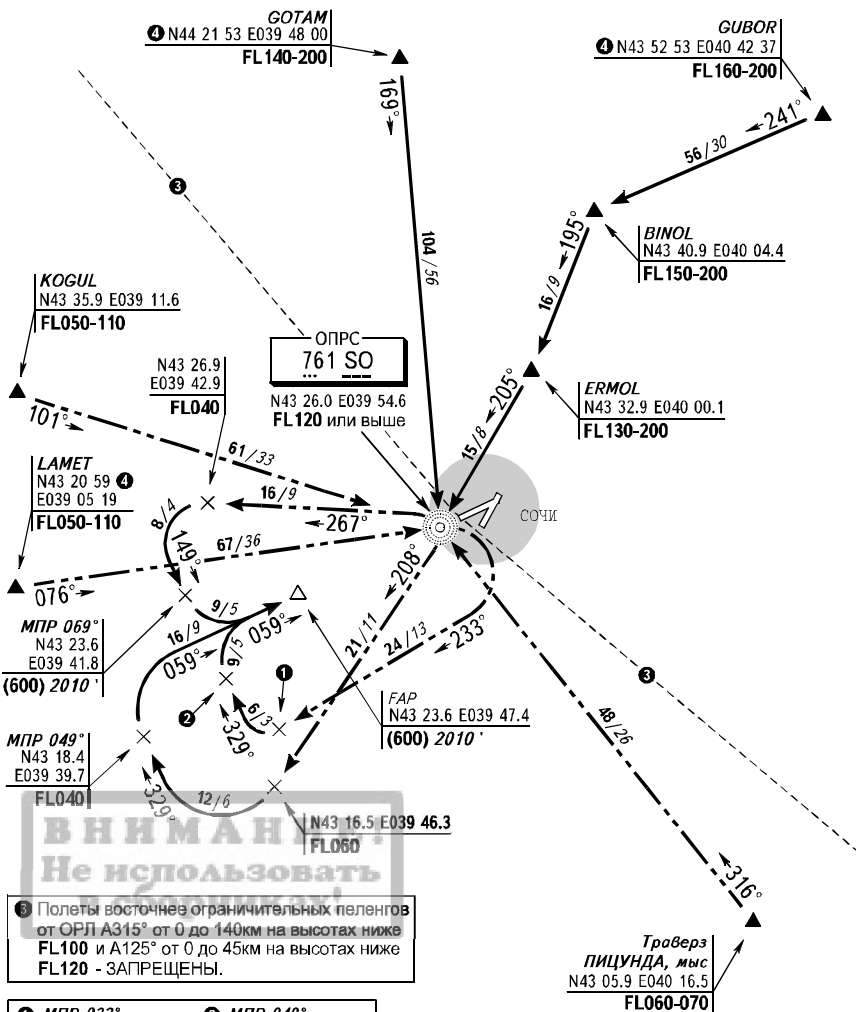 GOTAM
❹ N44 21 53 E039 48 00
FL140-200
GUBOR
❹ N43 52 53 E040 42 37
FL160-200
169°
241°
56/30
❸
195°
BINOL
N43 40.9 E040 04.4
FL150-200
104/56
16/9
KOGUL
N43 35.9 E039 11.6
FL050-110
ОПРС
761 SO
N43 26.0 E039 54.6
FL120 или выше
N43 26.9
E039 42.9
FL040
205°
ERMOL
N43 32.9 E040 00.1
FL130-200
101°
15/8
61/33
LAMET
N43 20 59 ❹
E039 05 19
FL050-110
16/9
267°
СОЧИ
8/4
149°
67/36
208°
076°
9/5
059°
МПР 069°
N43 23.6
E039 41.8
(600) 2010 '
16/9
059°
9/5
21/11
24/13
233°
❶
❷
329°
6/3
FAP
N43 23.6 E039 47.4
(600) 2010 '
❸
48/26
МПР 049°
N43 18.4
E039 39.7
FL040
329°
12/6
N43 16.5 E039 46.3
FL060
ВНИМАНИЕ!
Не использовать
в сборниках!
316°
❸ Полеты восточнее ограничительных пеленгов
от ОРЛ А315° от 0 до 140км на высотах ниже
FL100 и А125° от 0 до 45км на высотах ниже
FL120 - ЗАПРЕЩЕНЫ.
Траверз
ПИЦУНДА, мыс
N43 05.9 E040 16.5
FL060-070